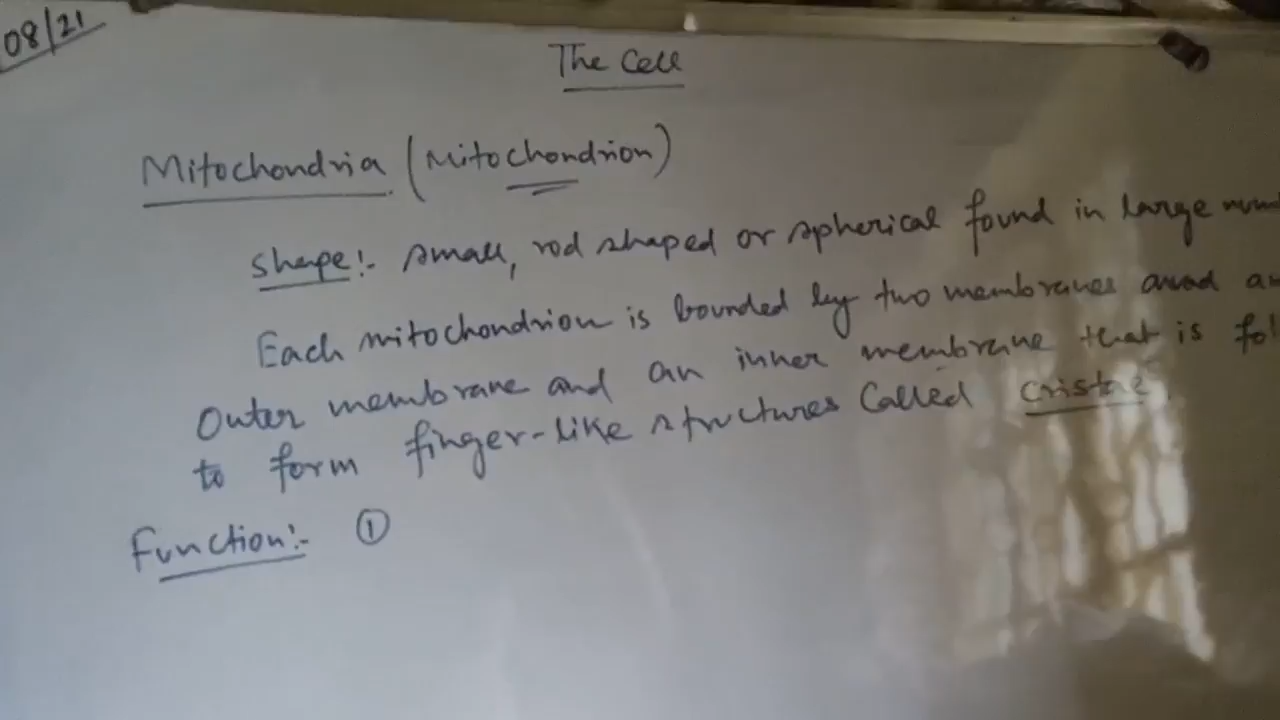 08/21
The Cell
Mitochondria (Mitochondrion)
Shape:- small, rod shaped or spherical found in large
Each mitochondrion is bounded by two membranes
Outer membrane and an inner membrane that is
to form finger-like structures called cristae.
Function:- ①